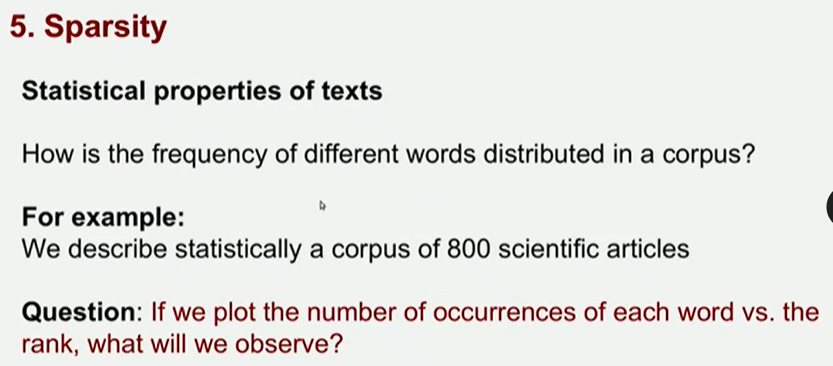 5. Sparsity
Statistical properties of texts
How is the frequency of different words distributed in a corpus?
For example:
We describe statistically a corpus of 800 scientific articles
Question: If we plot the number of occurrences of each word vs. the
rank, what will we observe?